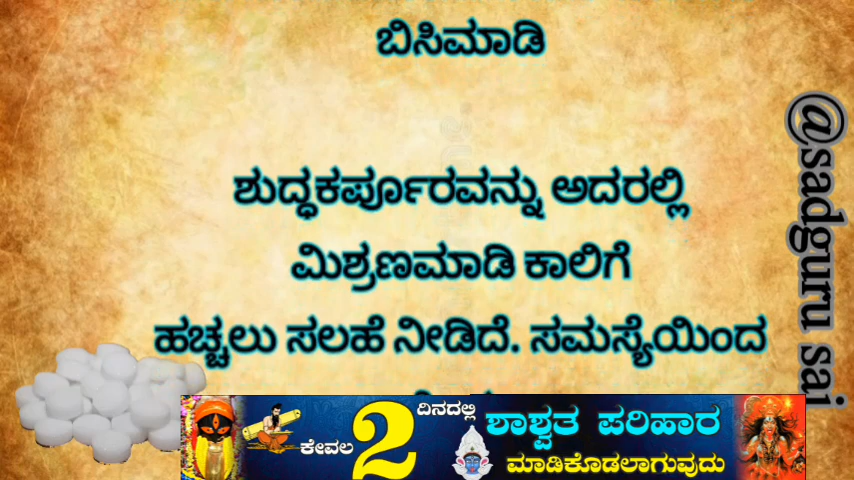 ಬಿಸಿಮಾಡಿ
ಶುದ್ಧಕರ್ಪೂರವನ್ನು ಅದರಲ್ಲಿ
ಮಿಶ್ರಣಮಾಡಿ ಕಾಲಿಗೆ
ಹಚ್ಚಲು ಸಲಹೆ ನೀಡಿದೆ. ಸಮಸ್ಯೆಯಿಂದ
@sadguru sai
ಕೇವಲ 2 ದಿನದಲ್ಲಿ ಶಾಶ್ವತ ಪರಿಹಾರ
ಮಾಡಿಕೊಡಲಾಗುವುದು